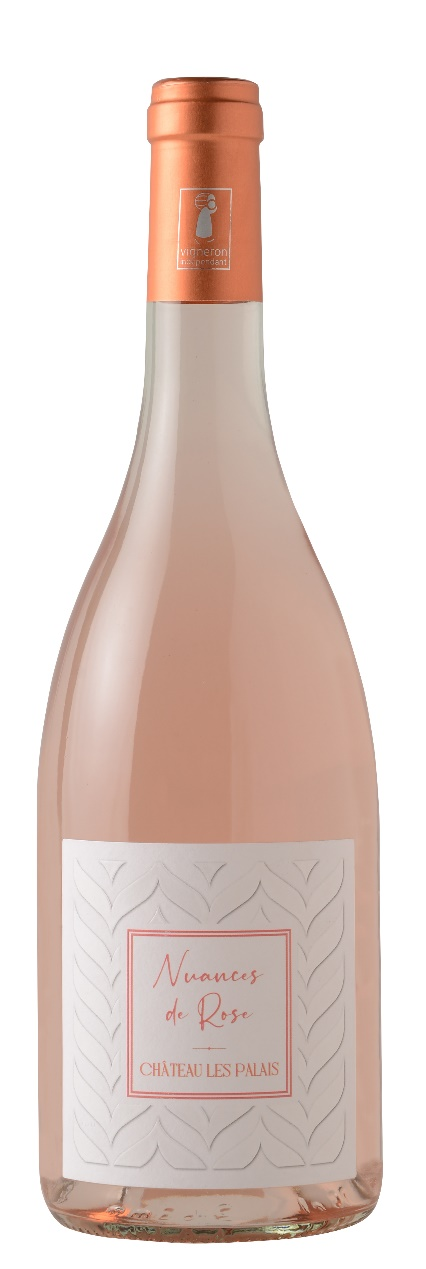 vigneron
indépendant
Nuances
de Rose
CHÂTEAU LES PALAIS